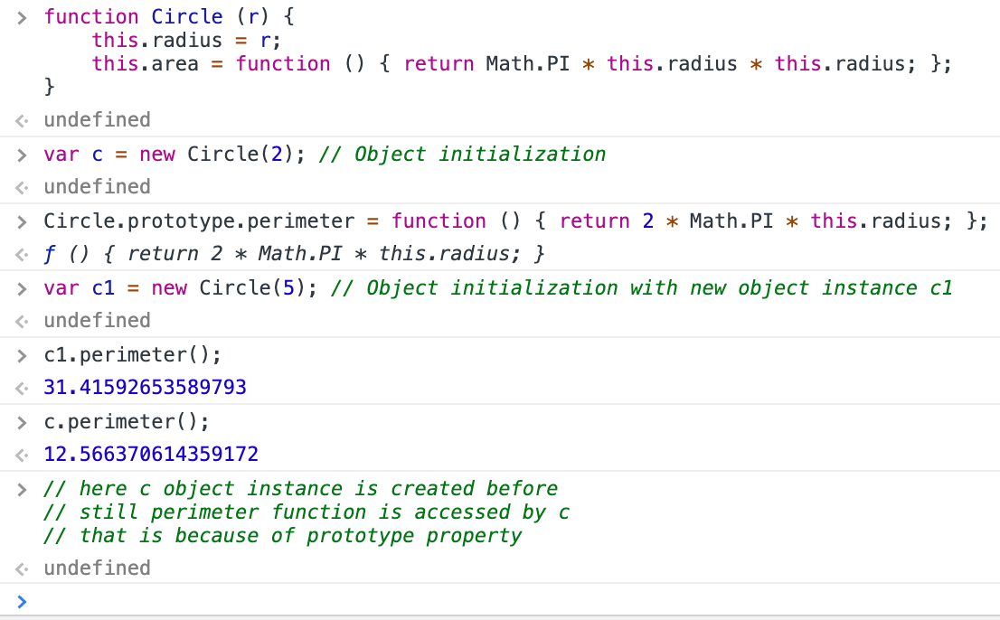 > function Circle (r) {
    this.radius = r;
    this.area = function () { return Math.PI * this.radius * this.radius; };
}
undefined
> var c = new Circle(2); // Object initialization
undefined
> Circle.prototype.perimeter = function () { return 2 * Math.PI * this.radius; };
ƒ () { return 2 * Math.PI * this.radius; }
> var c1 = new Circle(5); // Object initialization with new object instance c1
undefined
> c1.perimeter();
31.41592653589793
> c.perimeter();
12.566370614359172
> // here c object instance is created before
// still perimeter function is accessed by c
// that is because of prototype property
undefined
>